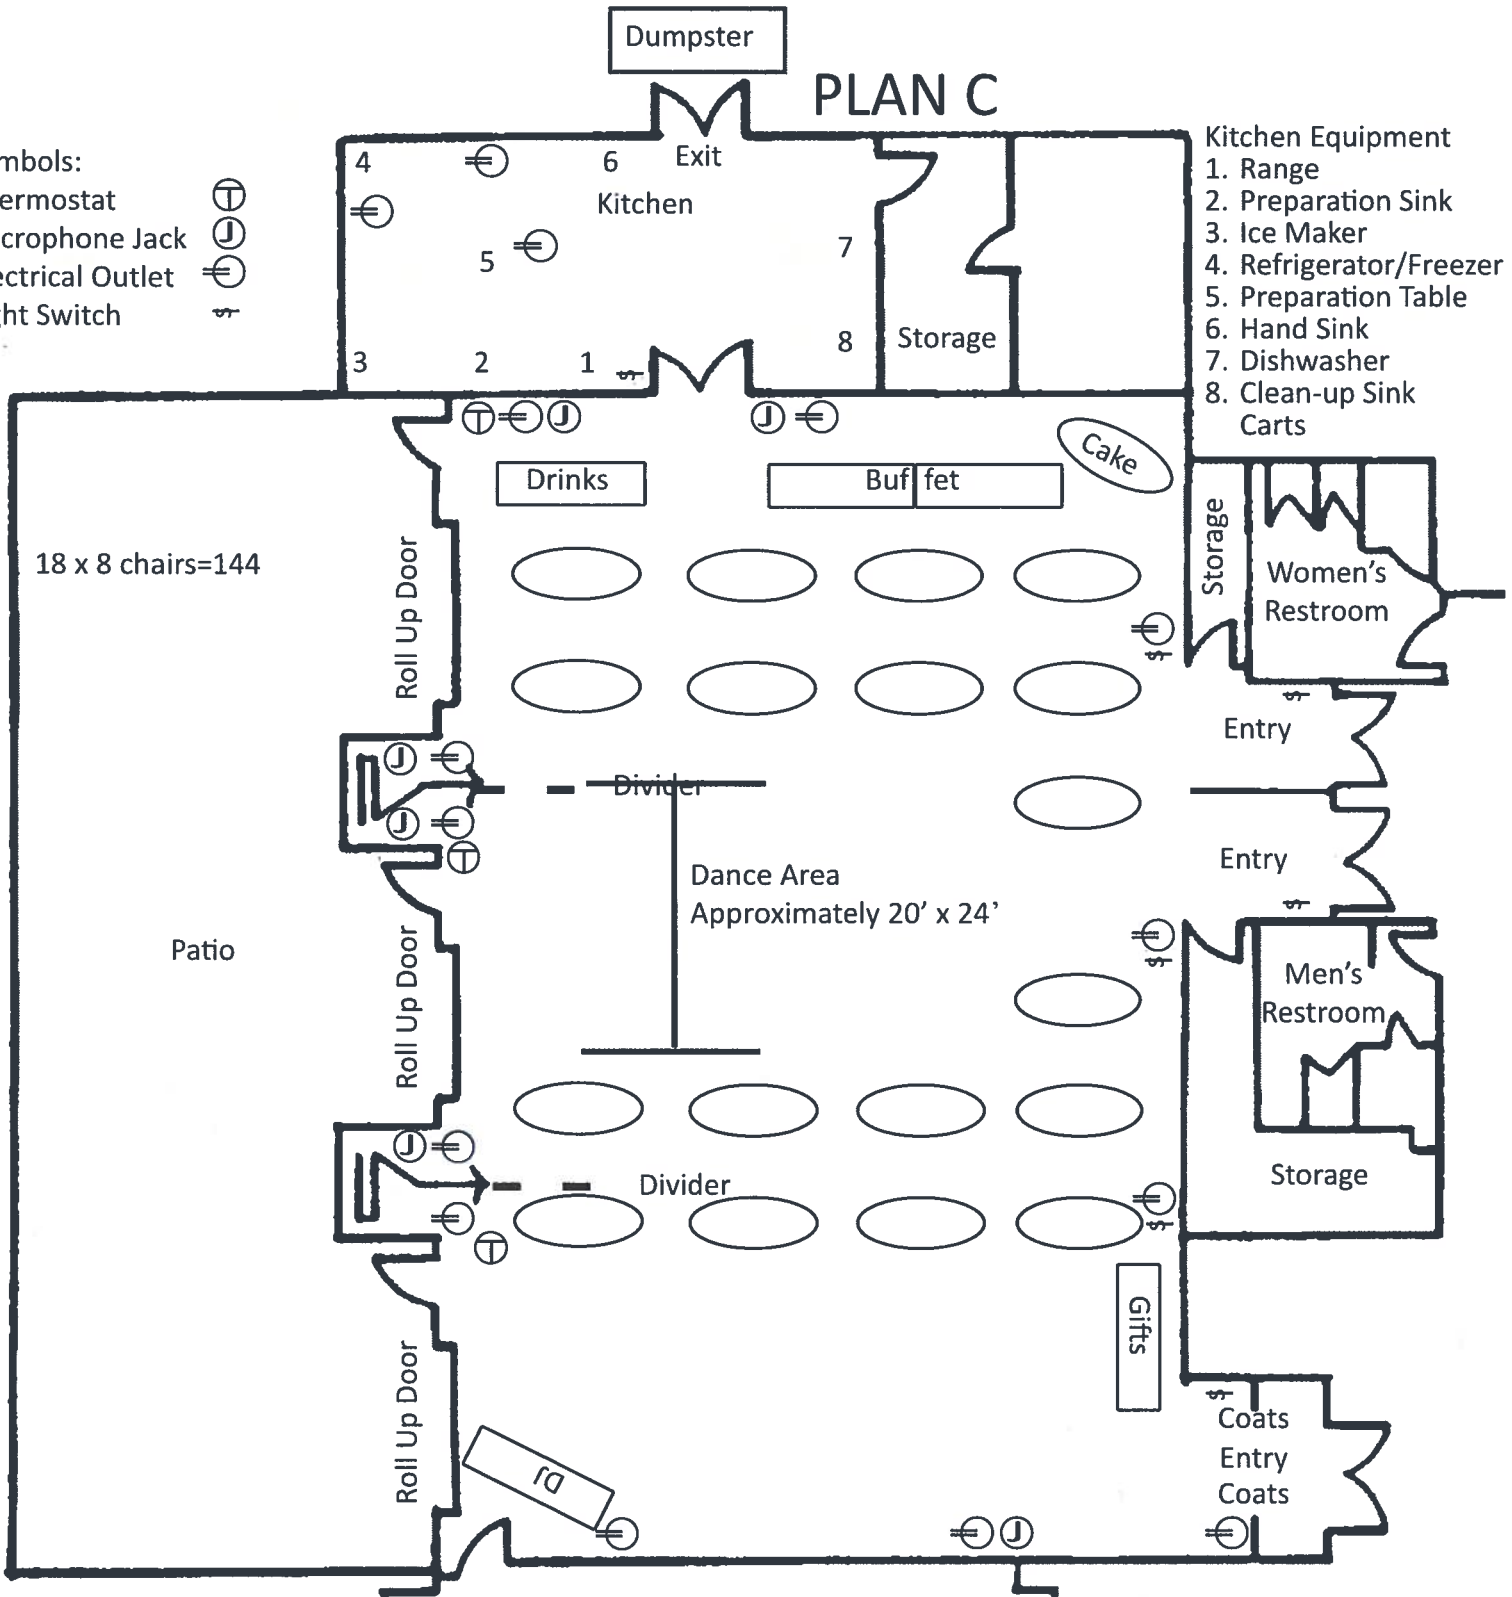 Dumpster
PLAN C
mbols:
ermostat
T
crophone Jack
J
ectrical Outlet
ght Switch
Kitchen Equipment
1. Range
2. Preparation Sink
3. Ice Maker
4. Refrigerator/Freezer
5. Preparation Table
6. Hand Sink
7. Dishwasher
8. Clean-up Sink
Carts
4
6
Exit
Kitchen
5
7
3
2
1
8
Storage
T
J
J
Cake
Drinks
Buf fet
18 x 8 chairs=144
Roll Up Door
Storage
Women's
Restroom
Entry
J
Divider
J
T
Entry
Dance Area
Approximately 20' x 24'
Patio
Roll Up Door
Men's
Restroom
J
Divider
Storage
T
Gifts
Roll Up Door
DJ
Coats
Entry
Coats
J